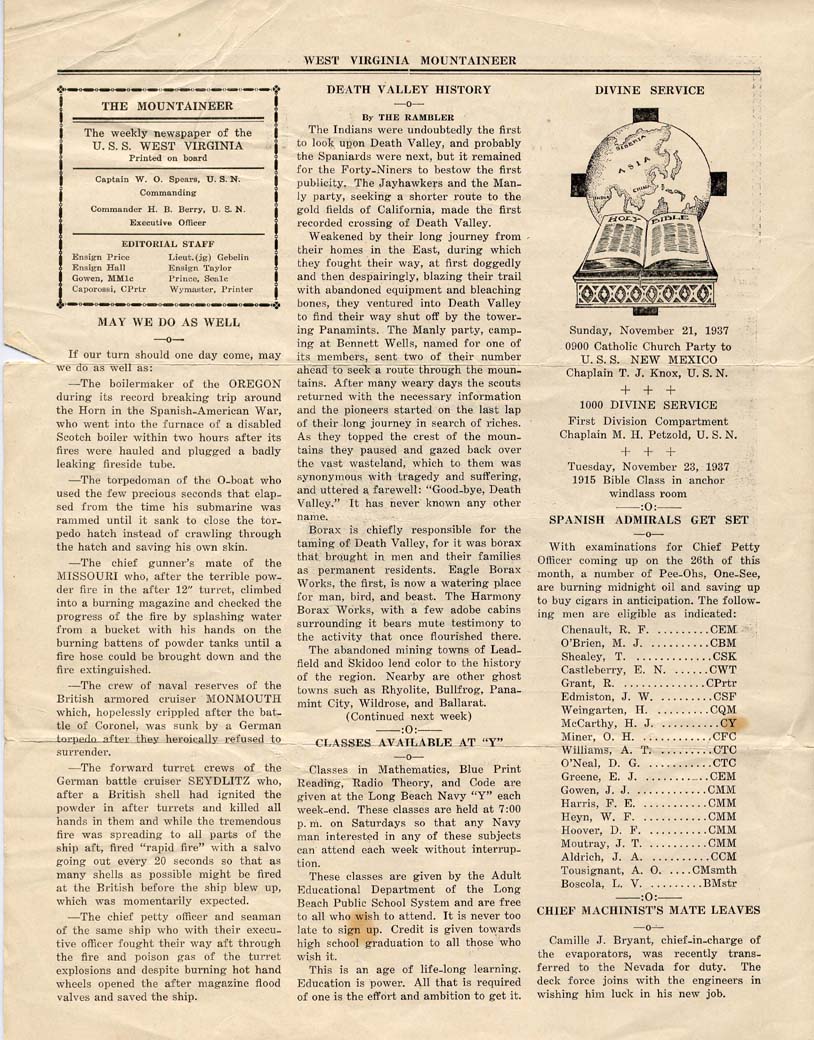 WEST VIRGINIA MOUNTAINEER
THE MOUNTAINEER
The weekly newspaper of the
U. S. S. WEST VIRGINIA
Printed on board
Captain W. O. Spears, U. S. N.
Commanding
Commander H. B. Berry, U. S. N.
Executive Officer
EDITORIAL STAFF
Ensign Price Lieut.(jg) Gebelin
Ensign Hall Ensign Taylor
Gowen, MM1c Prince, Sea1c
Caporossi, CPrtr Wymaster, Printer
MAY WE DO AS WELL
—o—
If our turn should one day come, may
we do as well as:
—The boilermaker of the OREGON
during its record breaking trip around
the Horn in the Spanish-American War,
who went into the furnace of a disabled
Scotch boiler within two hours after its
fires were hauled and plugged a badly
leaking fireside tube.
—The torpedoman of the O-boat who
used the few precious seconds that elap-
sed from the time his submarine was
rammed until it sank to close the tor-
pedo hatch instead of crawling through
the hatch and saving his own skin.
—The chief gunner's mate of the
MISSOURI who, after the terrible pow-
der fire in the after 12" turret, climbed
into a burning magazine and checked the
progress of the fire by splashing water
from a bucket with his hands on the
burning battens of powder tanks until a
fire hose could be brought down and the
fire extinguished.
—The crew of naval reserves of the
British armored cruiser MONMOUTH
which, hopelessly crippled after the bat-
tle of Coronel, was sunk by a German
torpedo after they heroically refused to
surrender.
—The forward turret crews of the
German battle cruiser SEYDLITZ who,
after a British shell had ignited the
powder in after turrets and killed all
hands in them and while the tremendous
fire was spreading to all parts of the
ship aft, fired "rapid fire" with a salvo
going out every 20 seconds so that as
many shells as possible might be fired
at the British before the ship blew up,
which was momentarily expected.
—The chief petty officer and seaman
of the same ship who with their execu-
tive officer fought their way aft through
the fire and poison gas of the turret
explosions and despite burning hot hand
wheels opened the after magazine flood
valves and saved the ship.
DEATH VALLEY HISTORY
—o—
By THE RAMBLER
The Indians were undoubtedly the first
to look upon Death Valley, and probably
the Spaniards were next, but it remained
for the Forty-Niners to bestow the first
publicity. The Jayhawkers and the Man-
ly party, seeking a shorter route to the
gold fields of California, made the first
recorded crossing of Death Valley.
Weakened by their long journey from
their homes in the East, during which
they fought their way, at first doggedly
and then despairingly, blazing their trail
with abandoned equipment and bleaching
bones, they ventured into Death Valley
to find their way shut off by the tower-
ing Panamints. The Manly party, camp-
ing at Bennett Wells, named for one of
its members, sent two of their number
ahead to seek a route through the moun-
tains. After many weary days the scouts
returned with the necessary information
and the pioneers started on the last lap
of their long journey in search of riches.
As they topped the crest of the moun-
tains they paused and gazed back over
the vast wasteland, which to them was
synonymous with tragedy and suffering,
and uttered a farewell: "Good-bye, Death
Valley." It has never known any other
name.
Borax is chiefly responsible for the
taming of Death Valley, for it was borax
that brought in men and their families
as permanent residents. Eagle Borax
Works, the first, is now a watering place
for man, bird, and beast. The Harmony
Borax Works, with a few adobe cabins
surrounding it bears mute testimony to
the activity that once flourished there.
The abandoned mining towns of Lead-
field and Skidoo lend color to the history
of the region. Nearby are other ghost
towns such as Rhyolite, Bullfrog, Pana-
mint City, Wildrose, and Ballarat.
(Continued next week)
——:O:——
CLASSES AVAILABLE AT "Y"
—o—
Classes in Mathematics, Blue Print
Reading, Radio Theory, and Code are
given at the Long Beach Navy "Y" each
week-end. These classes are held at 7:00
p. m. on Saturdays so that any Navy
man interested in any of these subjects
can attend each week without interrup-
tion.
These classes are given by the Adult
Educational Department of the Long
Beach Public School System and are free
to all who wish to attend. It is never too
late to sign up. Credit is given towards
high school graduation to all those who
wish it.
This is an age of life-long learning.
Education is power. All that is required
of one is the effort and ambition to get it.
DIVINE SERVICE
SIBERIA
ASIA
CHINA
INDIA
HOLY BIBLE
Sunday, November 21, 1937
0900 Catholic Church Party to
U. S. S. NEW MEXICO
Chaplain T. J. Knox, U. S. N.
+ + +
1000 DIVINE SERVICE
First Division Compartment
Chaplain M. H. Petzold, U. S. N.
+ + +
Tuesday, November 23, 1937
1915 Bible Class in anchor
windlass room
——:O:——
SPANISH ADMIRALS GET SET
—o—
With examinations for Chief Petty
Officer coming up on the 26th of this
month, a number of Pee-Ohs, One-See,
are burning midnight oil and saving up
to buy cigars in anticipation. The follow-
ing men are eligible as indicated:
Chenault, R. F. .........CEM
O'Brien, M. J. ..........CBM
Shealey, T. .............CSK
Castleberry, E. N. ......CWT
Grant, R. ..............CPrtr
Edmiston, J. W. .........CSF
Weingarten, H. ..........CQM
McCarthy, H. J. ..........CY
Miner, O. H. ............CFC
Williams, A. T. ..........CTC
O'Neal, D. G. ...........CTC
Greene, E. J. ...........CEM
Gowen, J. J. ............CMM
Harris, F. E. ...........CMM
Heyn, W. F. ............CMM
Hoover, D. F. ...........CMM
Moutray, J. T. ..........CMM
Aldrich, J. A. ..........CCM
Tousignant, A. O. ....CMsmth
Boscola, L. V. .........BMstr
——:O:——
CHIEF MACHINIST'S MATE LEAVES
—o—
Camille J. Bryant, chief-in-charge of
the evaporators, was recently trans-
ferred to the Nevada for duty. The
deck force joins with the engineers in
wishing him luck in his new job.